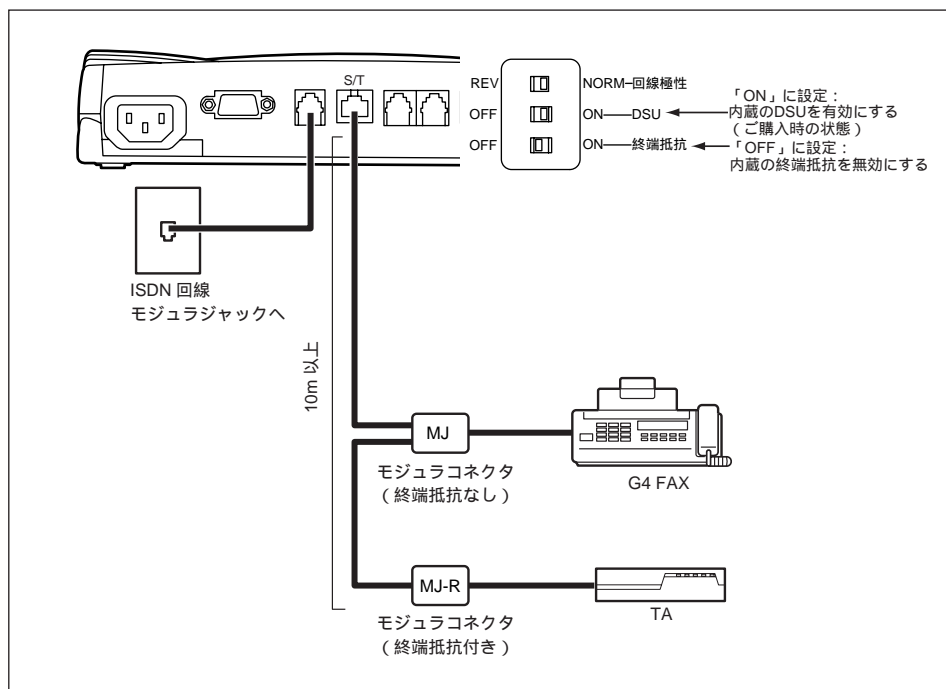 S/T
REV NORM 回線極性
OFF ON DSU
OFF ON 終端抵抗
「ON」に設定：
内蔵のDSUを有効にする
（ご購入時の状態）
「OFF」に設定：
内蔵の終端抵抗を無効にする
ISDN 回線
モジュラジャックへ
10m 以上
MJ
モジュラコネクタ
（終端抵抗なし）
G4 FAX
MJ-R
モジュラコネクタ
（終端抵抗付き）
TA